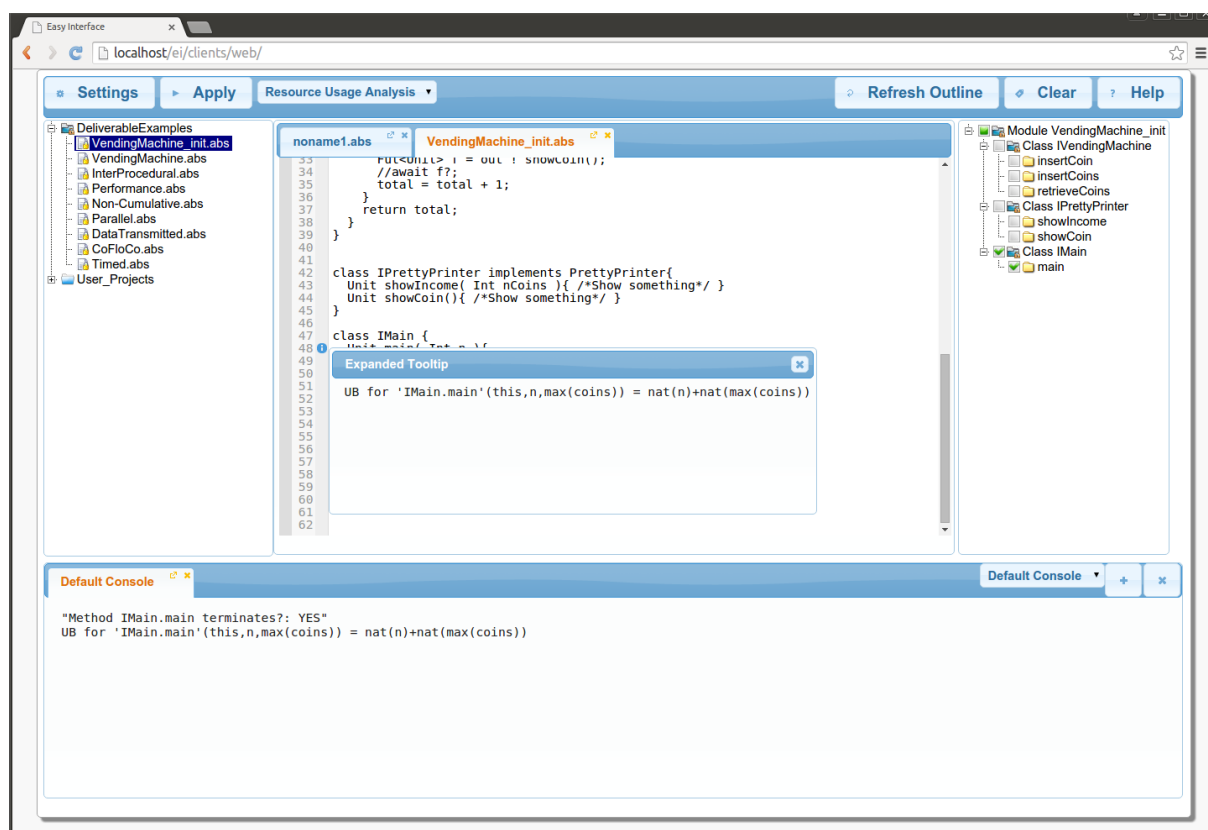 Easy Interface
localhost/ei/clients/web/
Settings Apply Resource Usage Analysis Refresh Outline Clear ? Help
DeliverableExamples
VendingMachine_init.abs
VendingMachine.abs
InterProcedural.abs
Performance.abs
Non-Cumulative.abs
Parallel.abs
DataTransmitted.abs
CoFloCo.abs
Timed.abs
User_Projects
noname1.abs VendingMachine_init.abs
33 Fut<Unit> f = out ! showCoin();
34 //await f?;
35 total = total + 1;
36 }
37 return total;
38 }
39 }
40
41
42 class IPrettyPrinter implements PrettyPrinter{
43 Unit showIncome( Int nCoins ){ /*Show something*/ }
44 Unit showCoin(){ /*Show something*/ }
45 }
46
47 class IMain {
48 Unit main( Int n ){
49
50
51
52
53
54
55
56
57
58
59
60
61
62
Expanded Tooltip
UB for 'IMain.main'(this,n,max(coins)) = nat(n)+nat(max(coins))
Module VendingMachine_init
Class IVendingMachine
insertCoin
insertCoins
retrieveCoins
Class IPrettyPrinter
showIncome
showCoin
Class IMain
main
Default Console Default Console +
"Method IMain.main terminates?: YES"
UB for 'IMain.main'(this,n,max(coins)) = nat(n)+nat(max(coins))